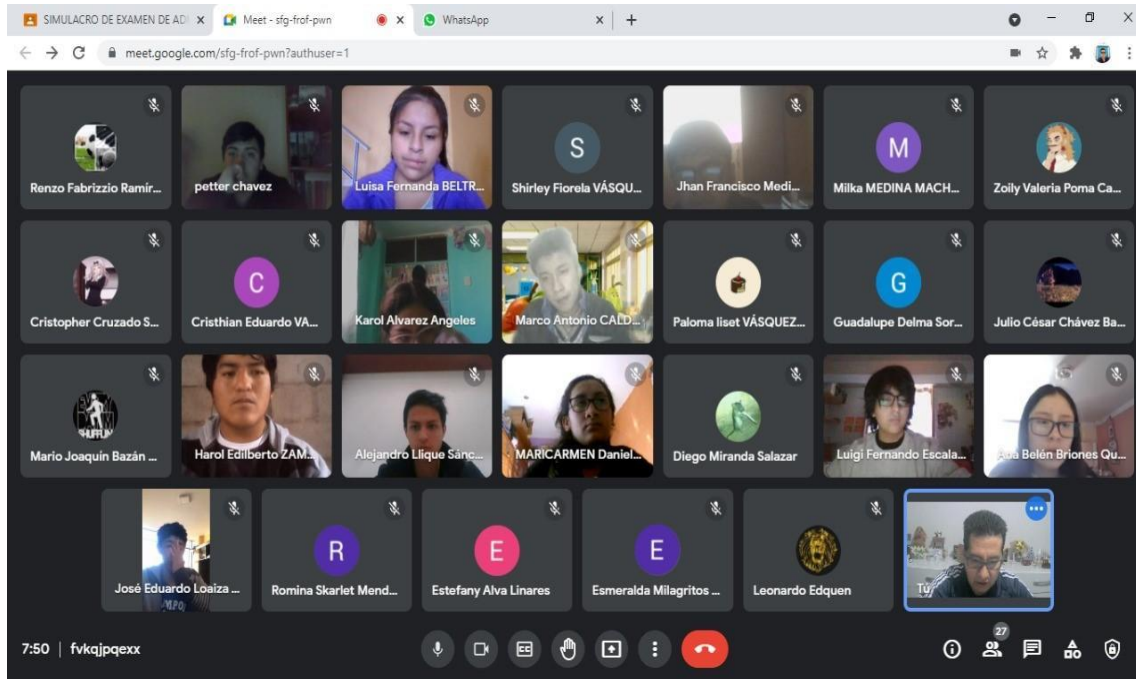 SIMULACRO DE EXAMEN DE AD
Meet - sfg-frof-pwn
WhatsApp
meet.google.com/sfg-frof-pwn?authuser=1
Renzo Fabrizzio Ramír...
petter chavez
Luisa Fernanda BELTR...
S
Shirley Fiorela VÁSQU...
Jhan Francisco Medi...
M
Milka MEDINA MACH...
Zoily Valeria Poma Ca...
Cristopher Cruzado S...
C
Cristhian Eduardo VA...
Karol Alvarez Angeles
Marco Antonio CALD...
Paloma liset VÁSQUEZ...
G
Guadalupe Delma Sor...
Julio César Chávez Ba...
SHUFFLIN
Mario Joaquín Bazán ...
Harol Edilberto ZAM...
Alejandro Llique Sánc...
MARICARMEN Daniel...
Diego Miranda Salazar
Luigi Fernando Escala...
Ana Belén Briones Qu...
José Eduardo Loaiza ...
R
Romina Skarlet Mend...
E
Estefany Alva Linares
E
Esmeralda Milagritos ...
Leonardo Edquen
Tú
7:50 | fvkqjpqexx
27